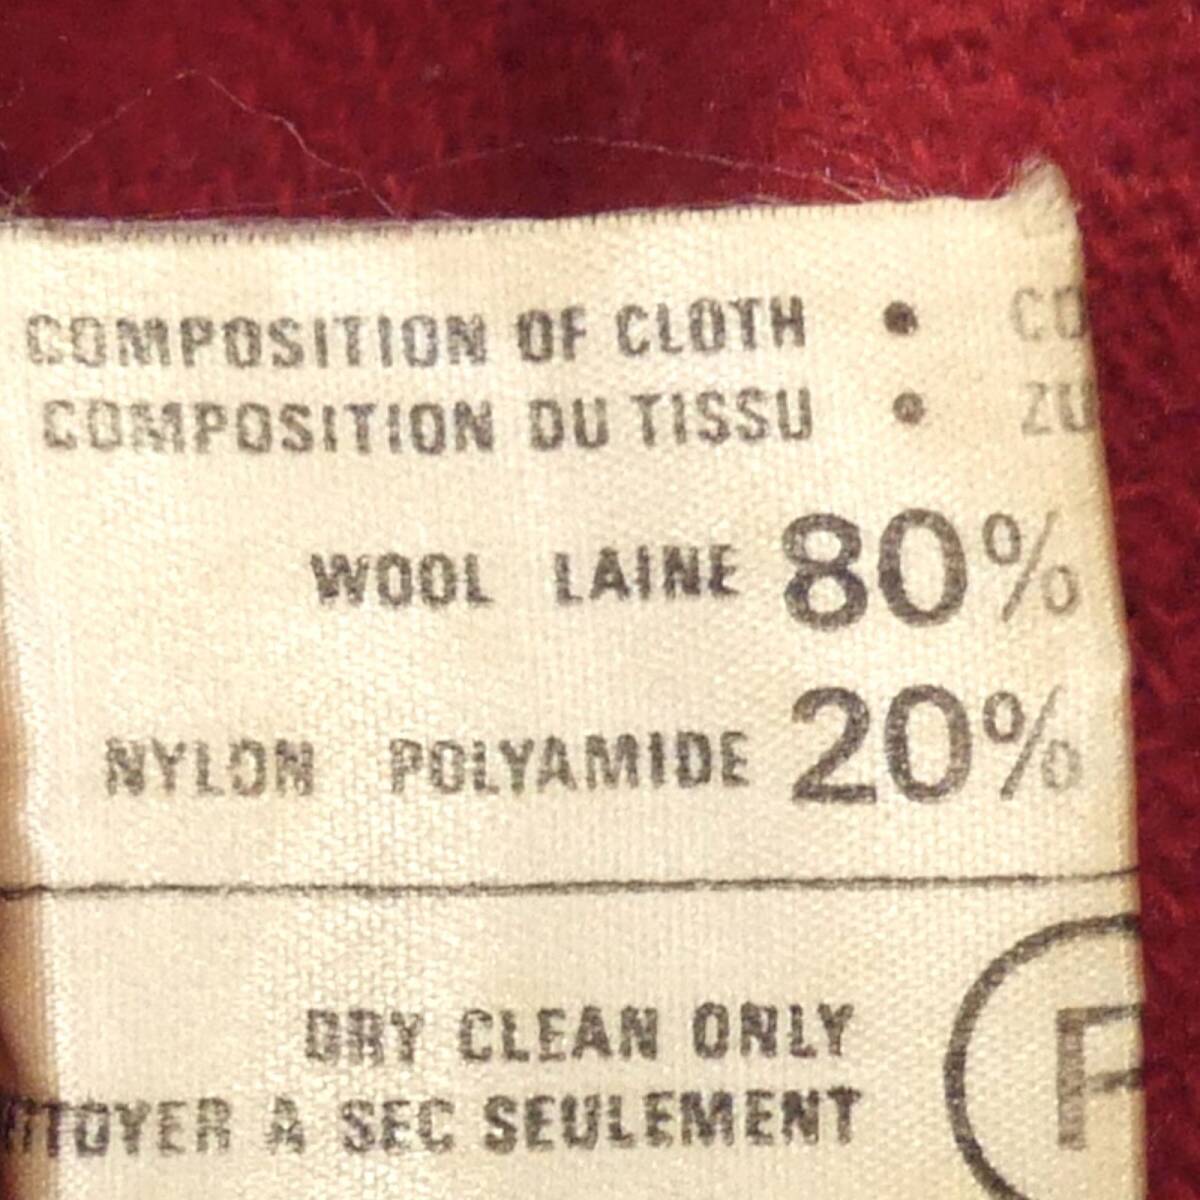 COMPOSITION OF CLOTH •
COMPOSITION DU TISSU •
WOOL LAINE 80%
NYLON POLYAMIDE 20%
DRY CLEAN ONLY
A SEC SEULEMENT